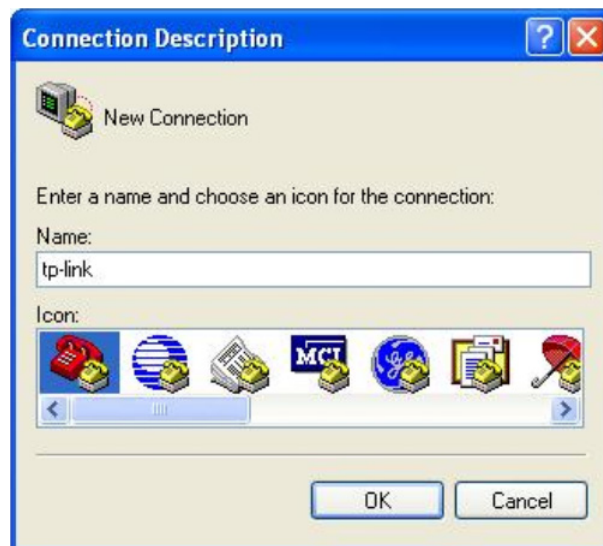 Connection Description
New Connection
Enter a name and choose an icon for the connection:
Name:
tp-link
Icon:
MCI
OK
Cancel